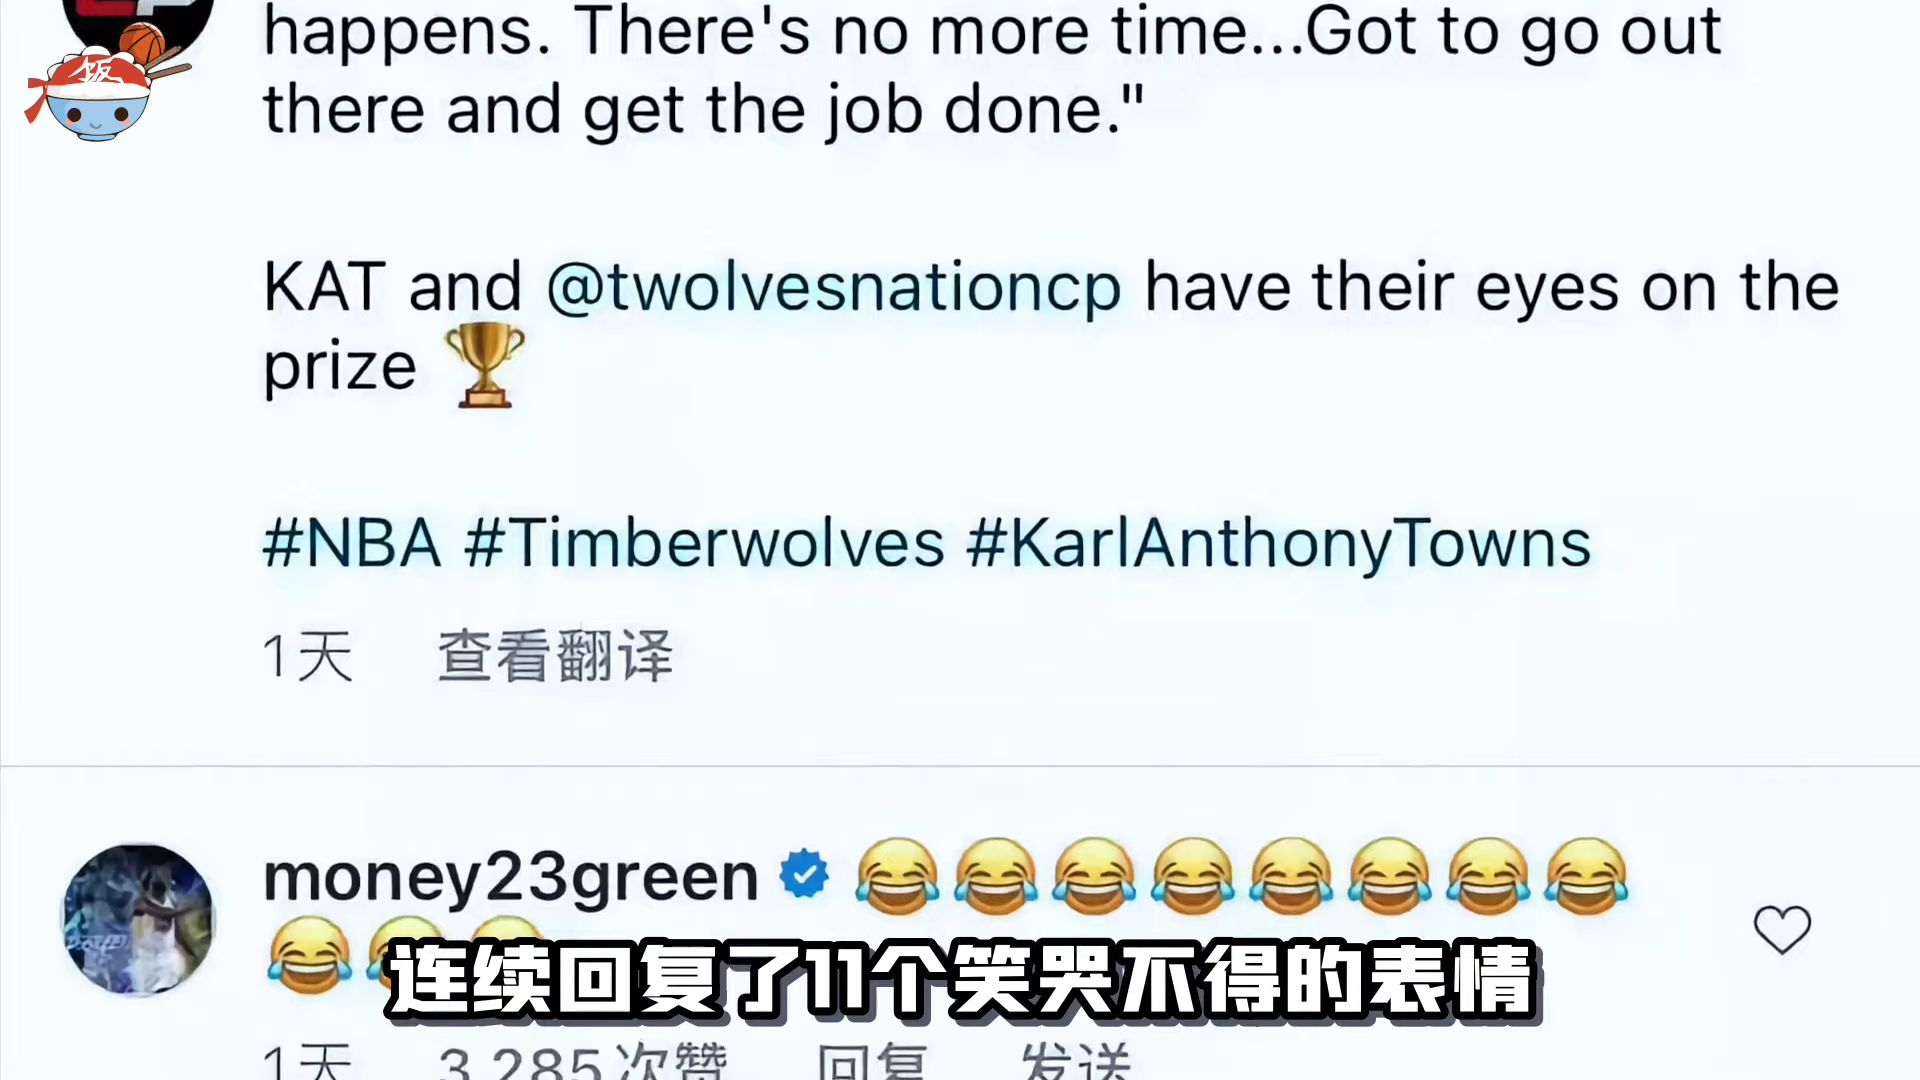 饭
happens. There's no more time...Got to go out
there and get the job done."
KAT and @twolvesnationcp have their eyes on the
prize 🏆
#NBA #Timberwolves #KarlAnthonyTowns
1天 查看翻译
money23green 😂😂😂😂😂😂😂😂
😂😂😂
连续回复了11个笑哭不得的表情
1天 3,285次赞 回复 发送